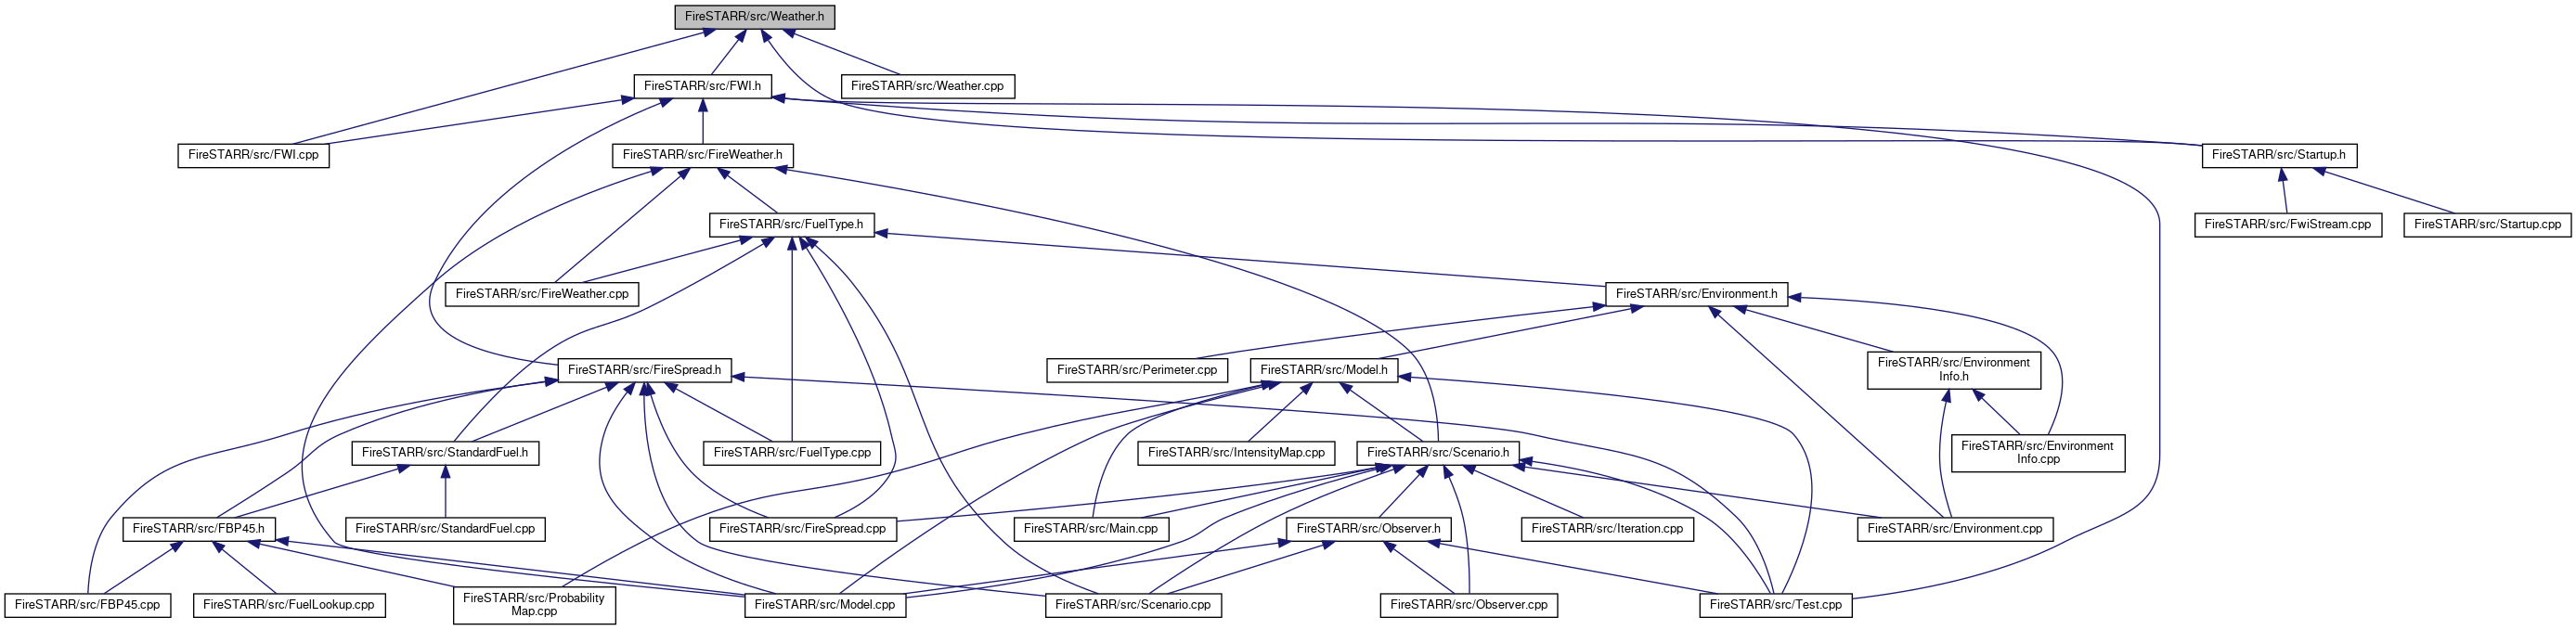 FireSTARR/src/Weather.h
FireSTARR/src/FWI.h
FireSTARR/src/Weather.cpp
FireSTARR/src/FWI.cpp
FireSTARR/src/FireWeather.h
FireSTARR/src/Startup.h
FireSTARR/src/FuelType.h
FireSTARR/src/FwiStream.cpp
FireSTARR/src/Startup.cpp
FireSTARR/src/FireWeather.cpp
FireSTARR/src/Environment.h
FireSTARR/src/FireSpread.h
FireSTARR/src/Perimeter.cpp
FireSTARR/src/Model.h
FireSTARR/src/Environment
Info.h
FireSTARR/src/StandardFuel.h
FireSTARR/src/FuelType.cpp
FireSTARR/src/IntensityMap.cpp
FireSTARR/src/Scenario.h
FireSTARR/src/Environment
Info.cpp
FireSTARR/src/FBP45.h
FireSTARR/src/StandardFuel.cpp
FireSTARR/src/FireSpread.cpp
FireSTARR/src/Main.cpp
FireSTARR/src/Observer.h
FireSTARR/src/Iteration.cpp
FireSTARR/src/Environment.cpp
FireSTARR/src/FBP45.cpp
FireSTARR/src/FuelLookup.cpp
FireSTARR/src/Probability
Map.cpp
FireSTARR/src/Model.cpp
FireSTARR/src/Scenario.cpp
FireSTARR/src/Observer.cpp
FireSTARR/src/Test.cpp